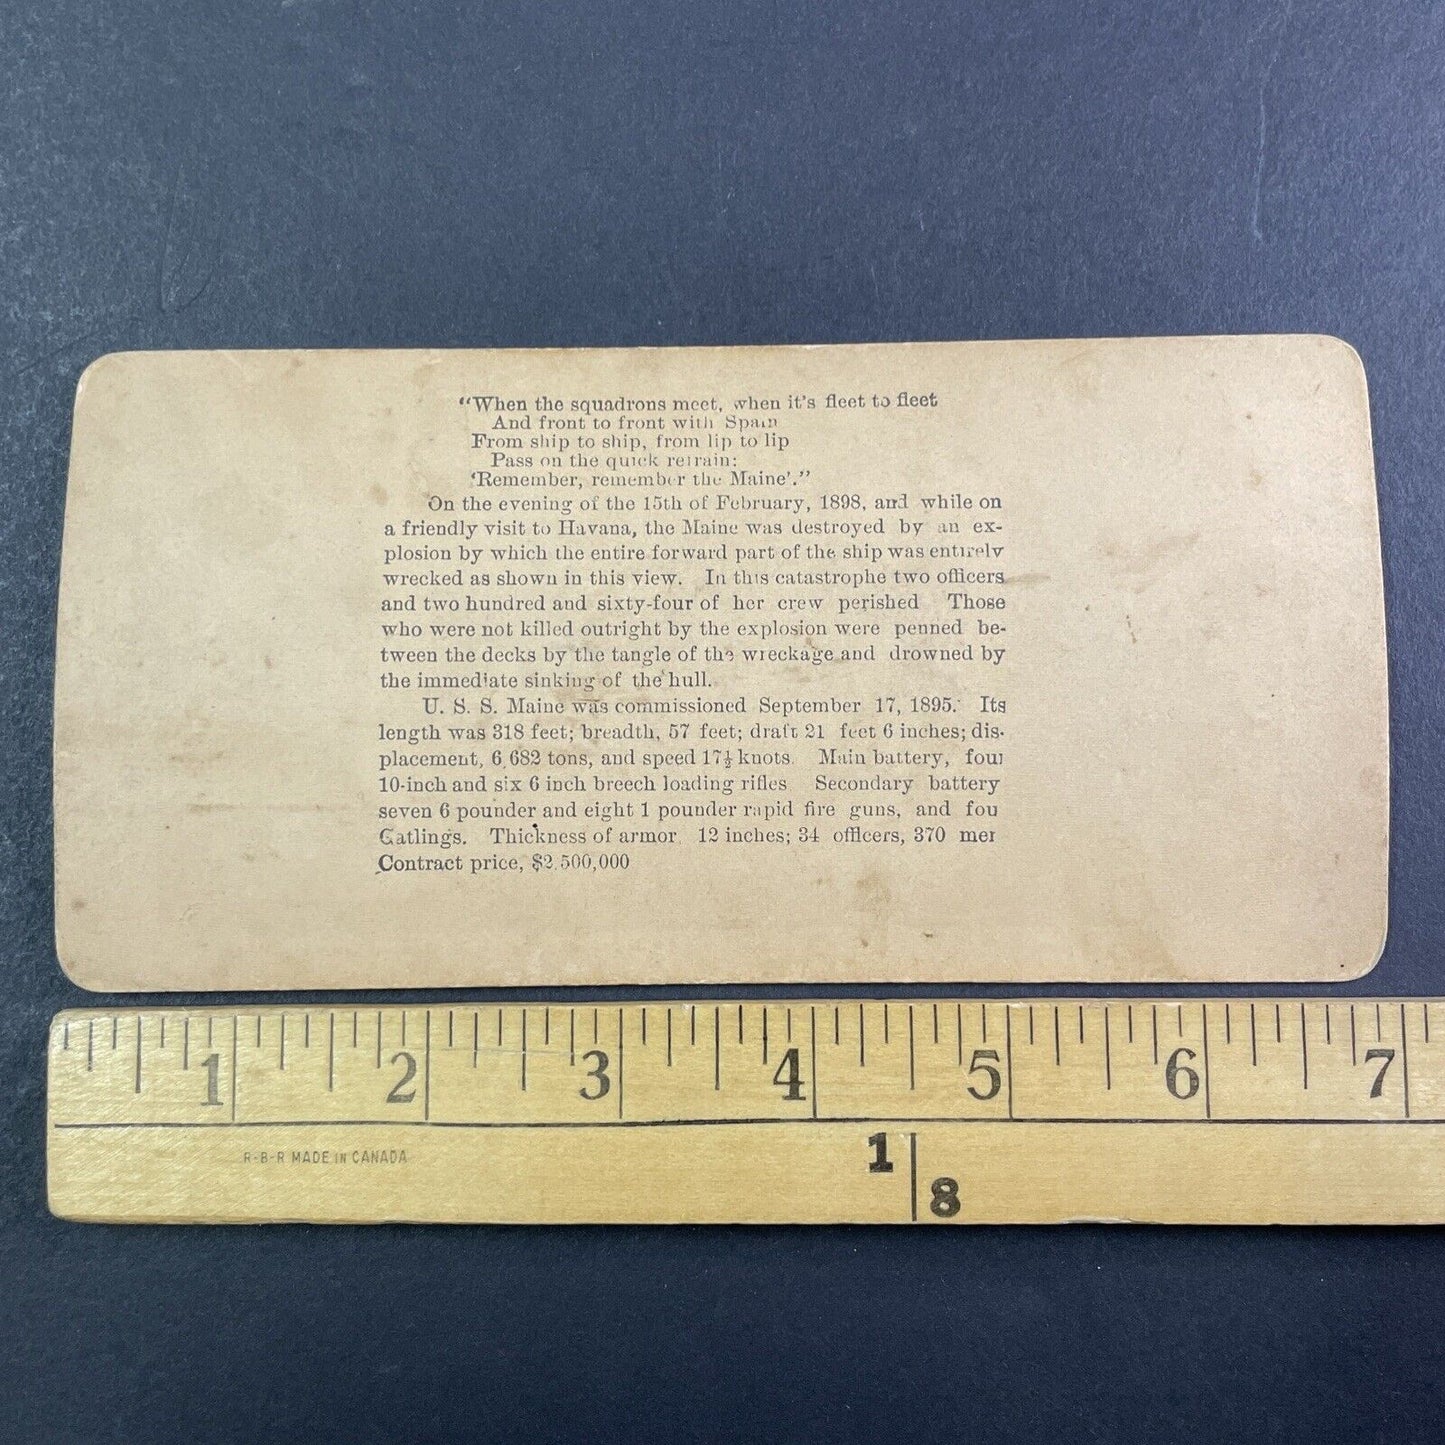 “When the squadrons meet, when it's fleet to fleet
And front to front with Spain
From ship to ship, from lip to lip
Pass on the quick refrain:
‘Remember, remember the Maine’.”
On the evening of the 15th of February, 1898, and while on
a friendly visit to Havana, the Maine was destroyed by an ex-
plosion by which the entire forward part of the ship was entirely
wrecked as shown in this view. In this catastrophe two officers
and two hundred and sixty-four of her crew perished Those
who were not killed outright by the explosion were penned be-
tween the decks by the tangle of the wreckage and drowned by
the immediate sinking of the hull.
U. S. S. Maine was commissioned September 17, 1895. Its
length was 318 feet; breadth, 57 feet; draft 21 feet 6 inches; dis-
placement, 6,682 tons, and speed 17½ knots. Main battery, four
10-inch and six 6 inch breech loading rifles Secondary battery
seven 6 pounder and eight 1 pounder rapid fire guns, and fou
Gatlings. Thickness of armor, 12 inches; 34 officers, 370 men
Contract price, $2,500,000
1 2 3 4 5 6 7
R-B-R MADE IN CANADA
1 8